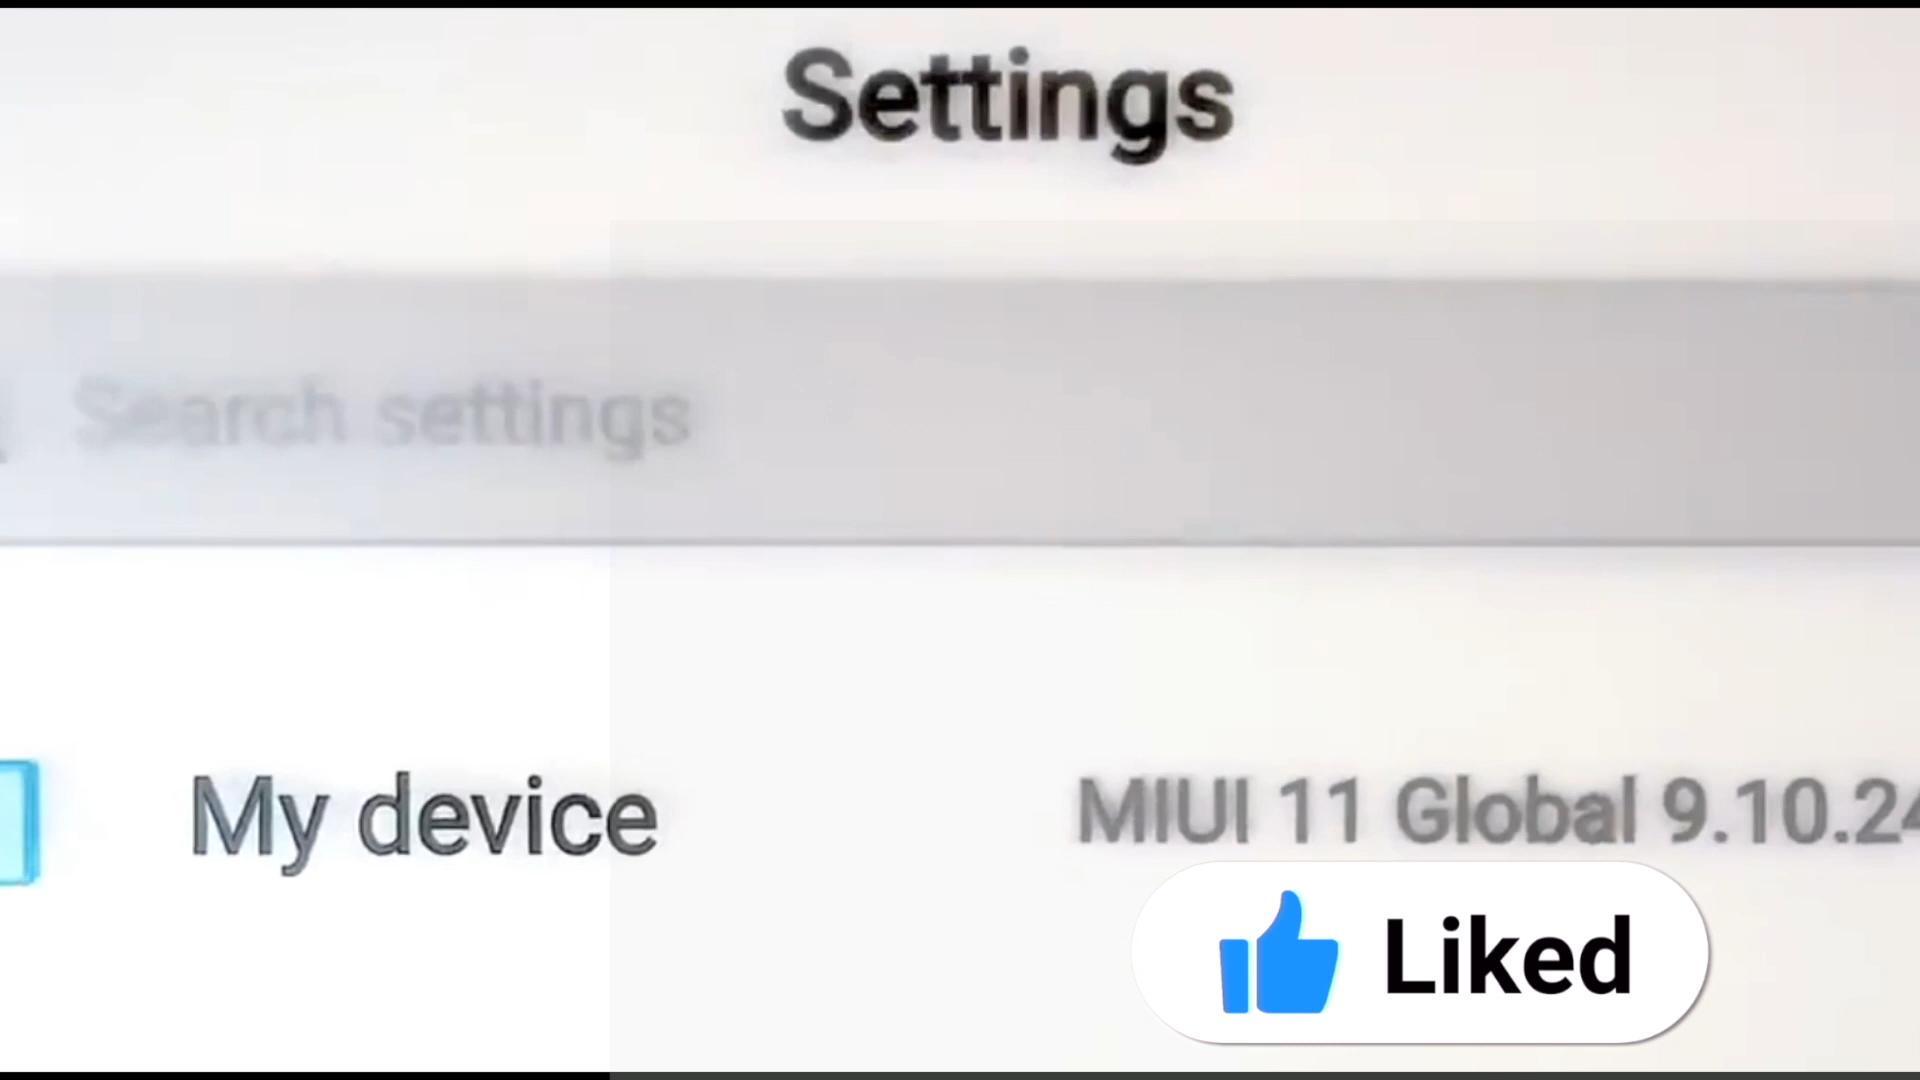 Settings
Search settings
My device
MIUI 11 Global 9.10.24
Liked